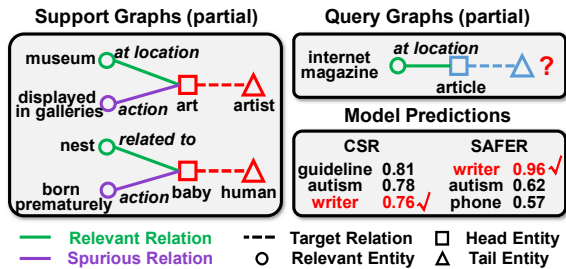 Support Graphs (partial)
museum
at location
displayed
in galleries
action
art
artist
nest
related to
born
prematurely
action
baby
human
Query Graphs (partial)
internet
magazine
at location
article
?
Model Predictions
CSR
guideline 0.81
autism 0.78
writer 0.76 ✓
SAFER
writer 0.96 ✓
autism 0.62
phone 0.57
Relevant Relation
Target Relation
Head Entity
Spurious Relation
Relevant Entity
Tail Entity